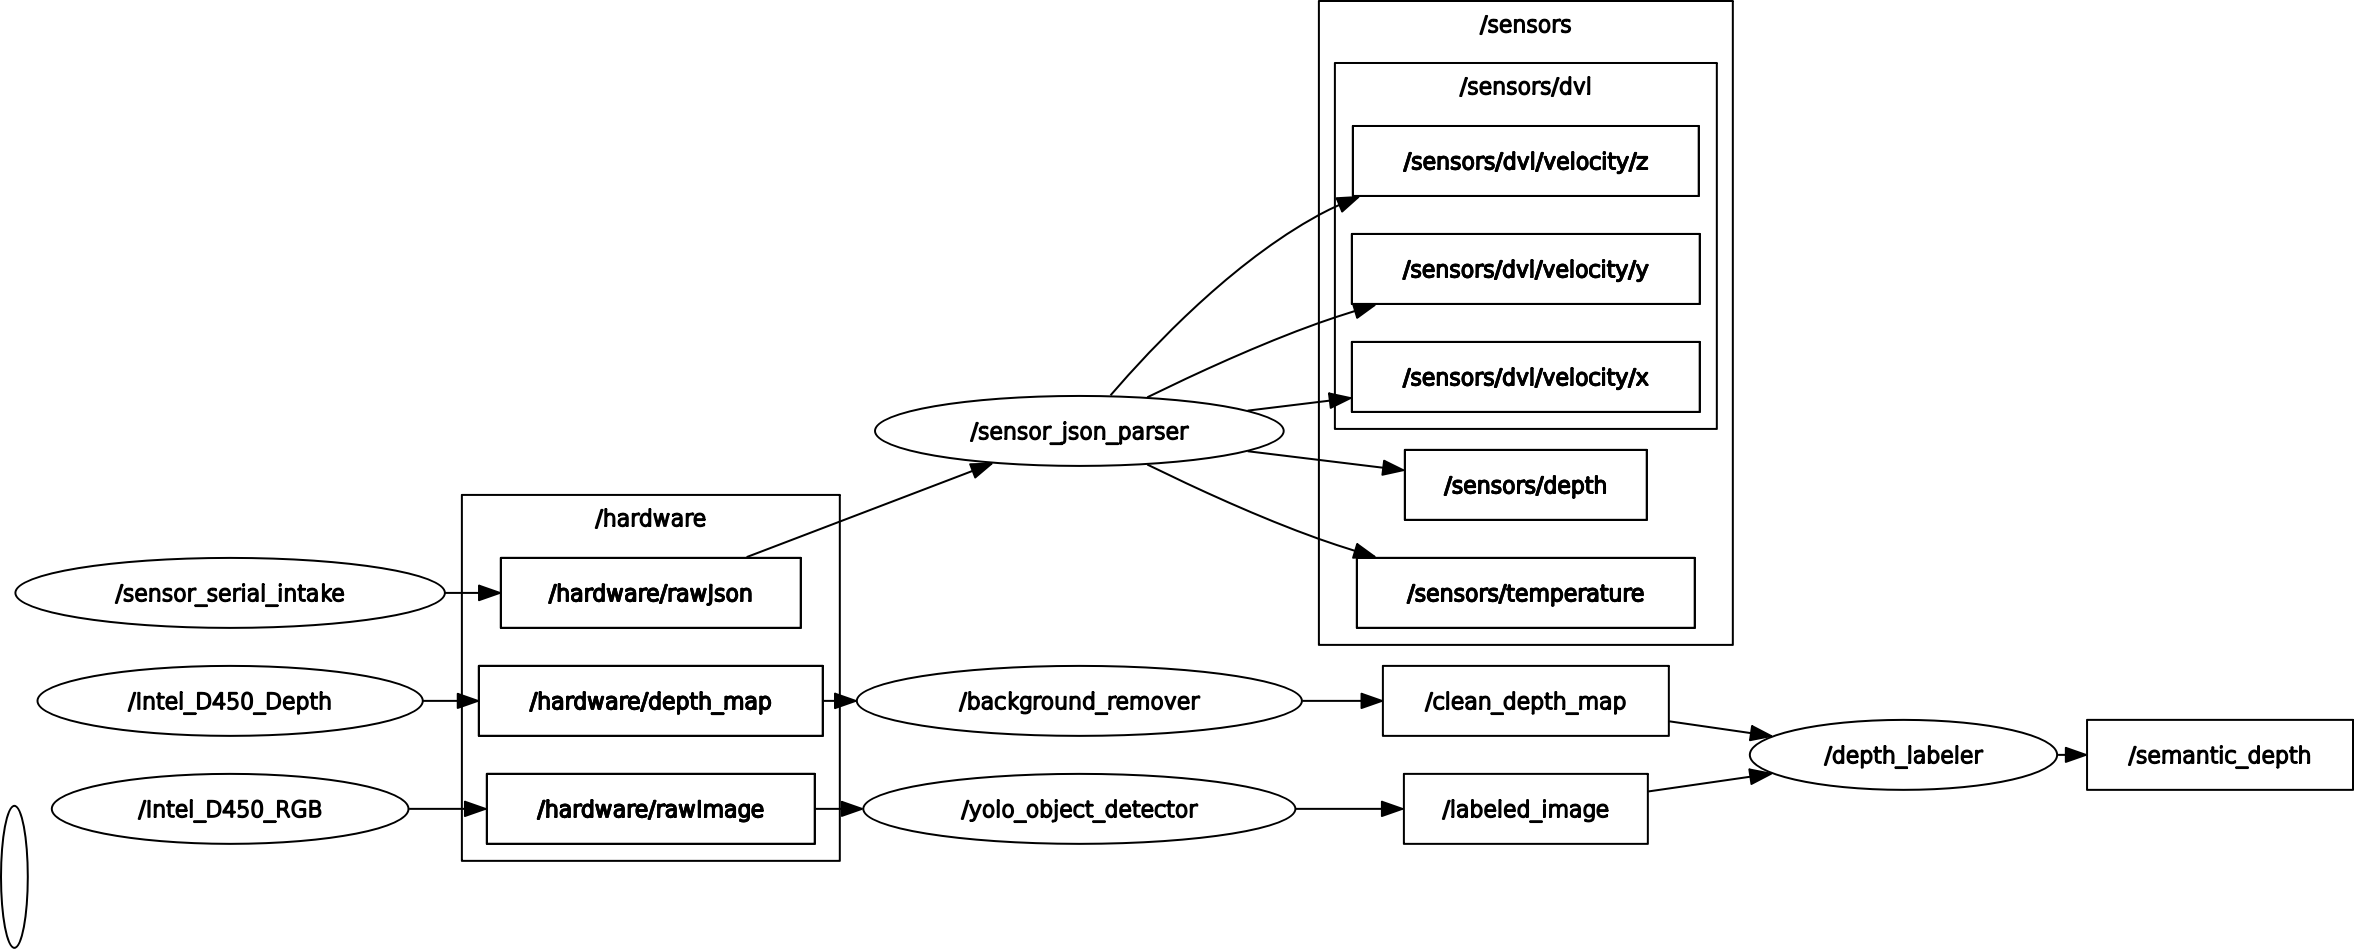 /sensors
/sensors/dvl
/sensors/dvl/velocity/z
/sensors/dvl/velocity/y
/sensors/dvl/velocity/x
/sensor_json_parser
/sensors/depth
/hardware
/sensor_serial_intake
/hardware/rawJson
/sensors/temperature
/Intel_D450_Depth
/hardware/depth_map
/background_remover
/clean_depth_map
/depth_labeler
/semantic_depth
/Intel_D450_RGB
/hardware/rawImage
/yolo_object_detector
/labeled_image